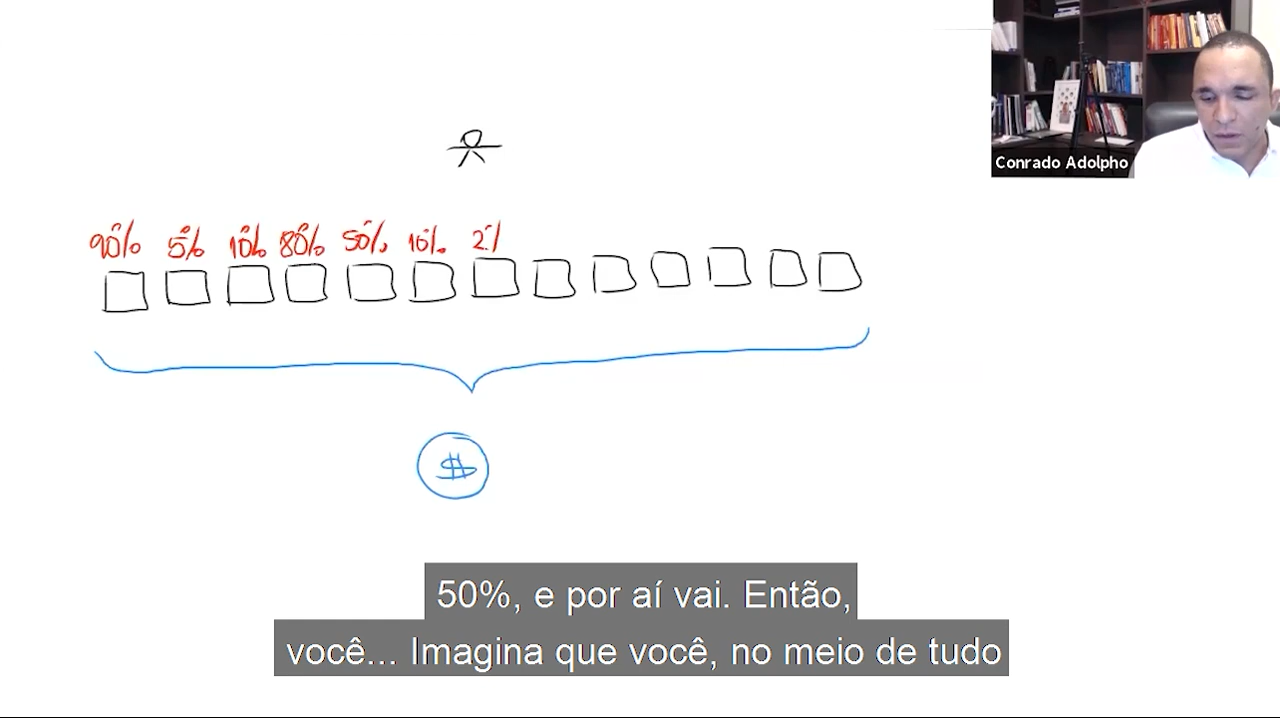 Conrado Adolpho
90% 5% 10% 80% 50% 10% 2%
$
50%, e por aí vai. Então,
você... Imagina que você, no meio de tudo